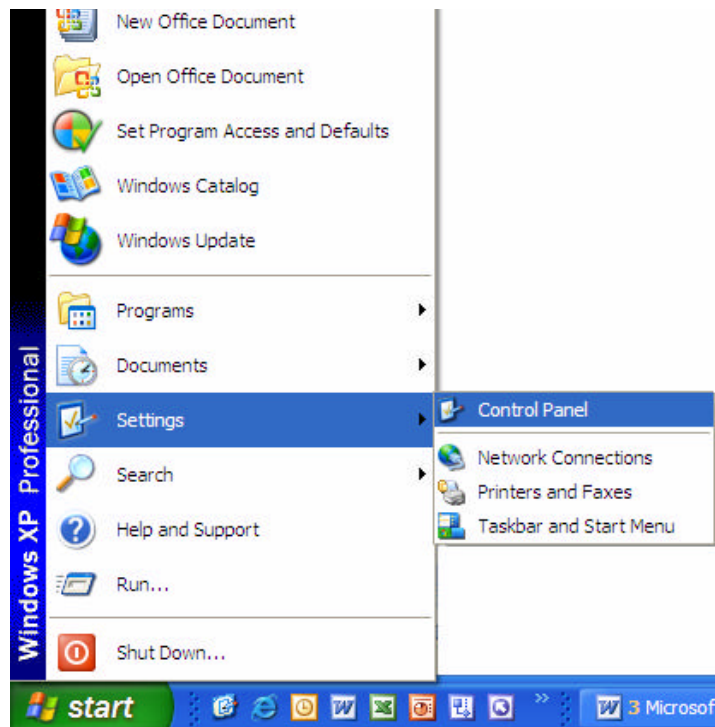 New Office Document
Open Office Document
Set Program Access and Defaults
Windows Catalog
Windows Update
Programs
Documents
Settings
Search
Help and Support
Run...
Shut Down...
Windows XP Professional
Control Panel
Network Connections
Printers and Faxes
Taskbar and Start Menu
start
3 Microsof